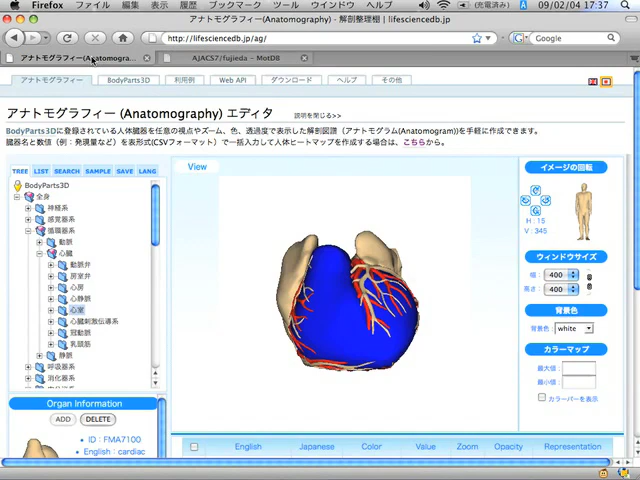 Firefox ファイル 編集 表示 履歴 ブックマーク ツール ウインドウ ヘルプ (充電済み) A 09/02/04 17:37
アナトモグラフィー(Anatomography) - 解剖整理棚 | lifesciencedb.jp
http://lifesciencedb.jp/ag/
Google
アナトモグラフィー(Anatomogra...
AJACS7/fujieda - MotDB
アナトモグラフィー BodyParts3D 利用例 Web API ダウンロード ヘルプ その他
アナトモグラフィー (Anatomography) エディタ 説明を閉じる>>
BodyParts3Dに登録されている人体臓器を任意の視点やズーム、色、透過度で表示した解剖図譜（アナトモグラム(Anatomogram))を手軽に作成できます。
臓器名と数値（例：発現量など）を表形式(CSVフォーマット）で一括入力して人体ヒートマップを作成する場合は、こちらから。
TREE LIST SEARCH SAMPLE SAVE LANG
BodyParts3D
全身
神経系
感覚器系
循環器系
動脈
心臓
動脈弁
房室弁
心房
心静脈
心室
心臓刺激伝導系
冠動脈
乳頭筋
静脈
呼吸器系
消化器系
Organ Information
ADD DELETE
ID : FMA7100
English : cardiac
View
イメージの回転
H : 15
V : 345
ウィンドウサイズ
幅 : 400
高さ : 400
背景色
背景色 : white
カラーマップ
最大値 :
最小値 :
カラーバーを表示
English Japanese Color Value Zoom Opacity Representation